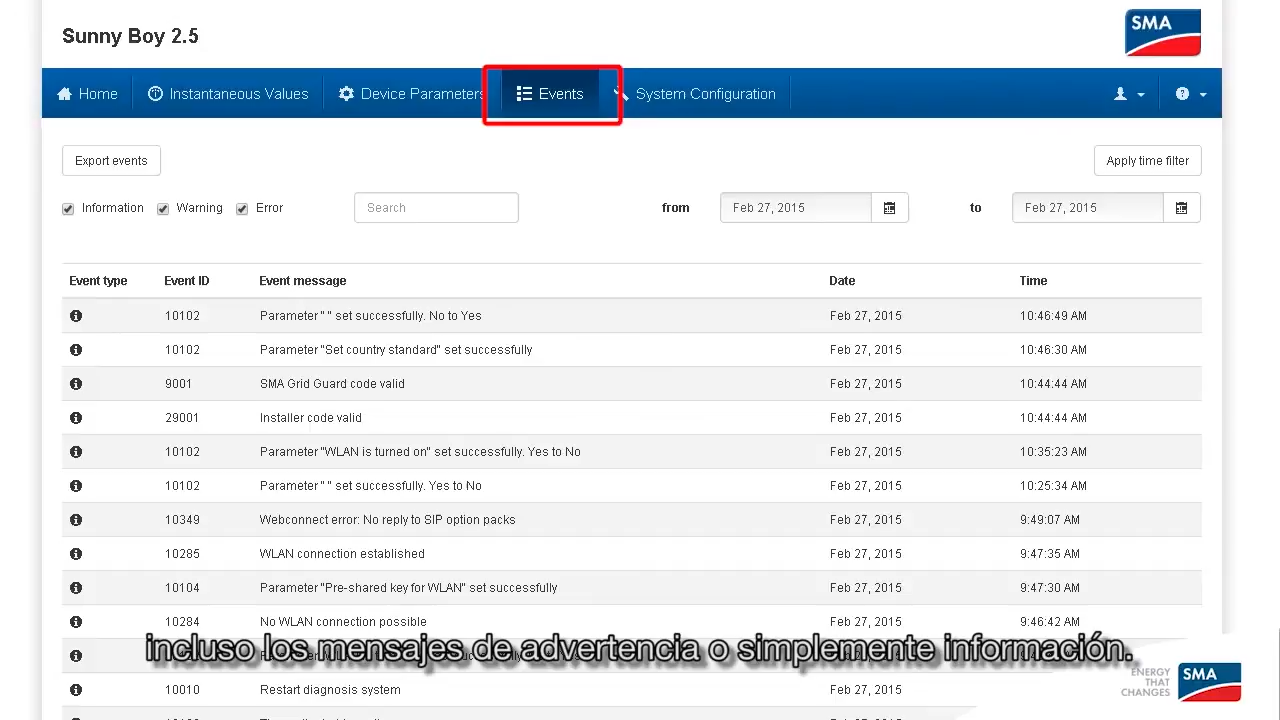 Sunny Boy 2.5
SMA
Home Instantaneous Values Device Parameters Events System Configuration
Export events Apply time filter
Information Warning Error Search from Feb 27, 2015 to Feb 27, 2015
Event type Event ID Event message Date Time
10102 Parameter " " set successfully. No to Yes Feb 27, 2015 10:46:49 AM
10102 Parameter "Set country standard" set successfully Feb 27, 2015 10:46:30 AM
9001 SMA Grid Guard code valid Feb 27, 2015 10:44:44 AM
29001 Installer code valid Feb 27, 2015 10:44:44 AM
10102 Parameter "WLAN is turned on" set successfully. Yes to No Feb 27, 2015 10:35:23 AM
10102 Parameter " " set successfully. Yes to No Feb 27, 2015 10:25:34 AM
10349 Webconnect error: No reply to SIP option packs Feb 27, 2015 9:49:07 AM
10285 WLAN connection established Feb 27, 2015 9:47:35 AM
10104 Parameter "Pre-shared key for WLAN" set successfully Feb 27, 2015 9:47:30 AM
10284 No WLAN connection possible Feb 27, 2015 9:46:42 AM
incluso los mensajes de advertencia o simplemente información.
10010 Restart diagnosis system Feb 27, 2015 9:45:53 AM
ENERGY
THAT
CHANGES
SMA